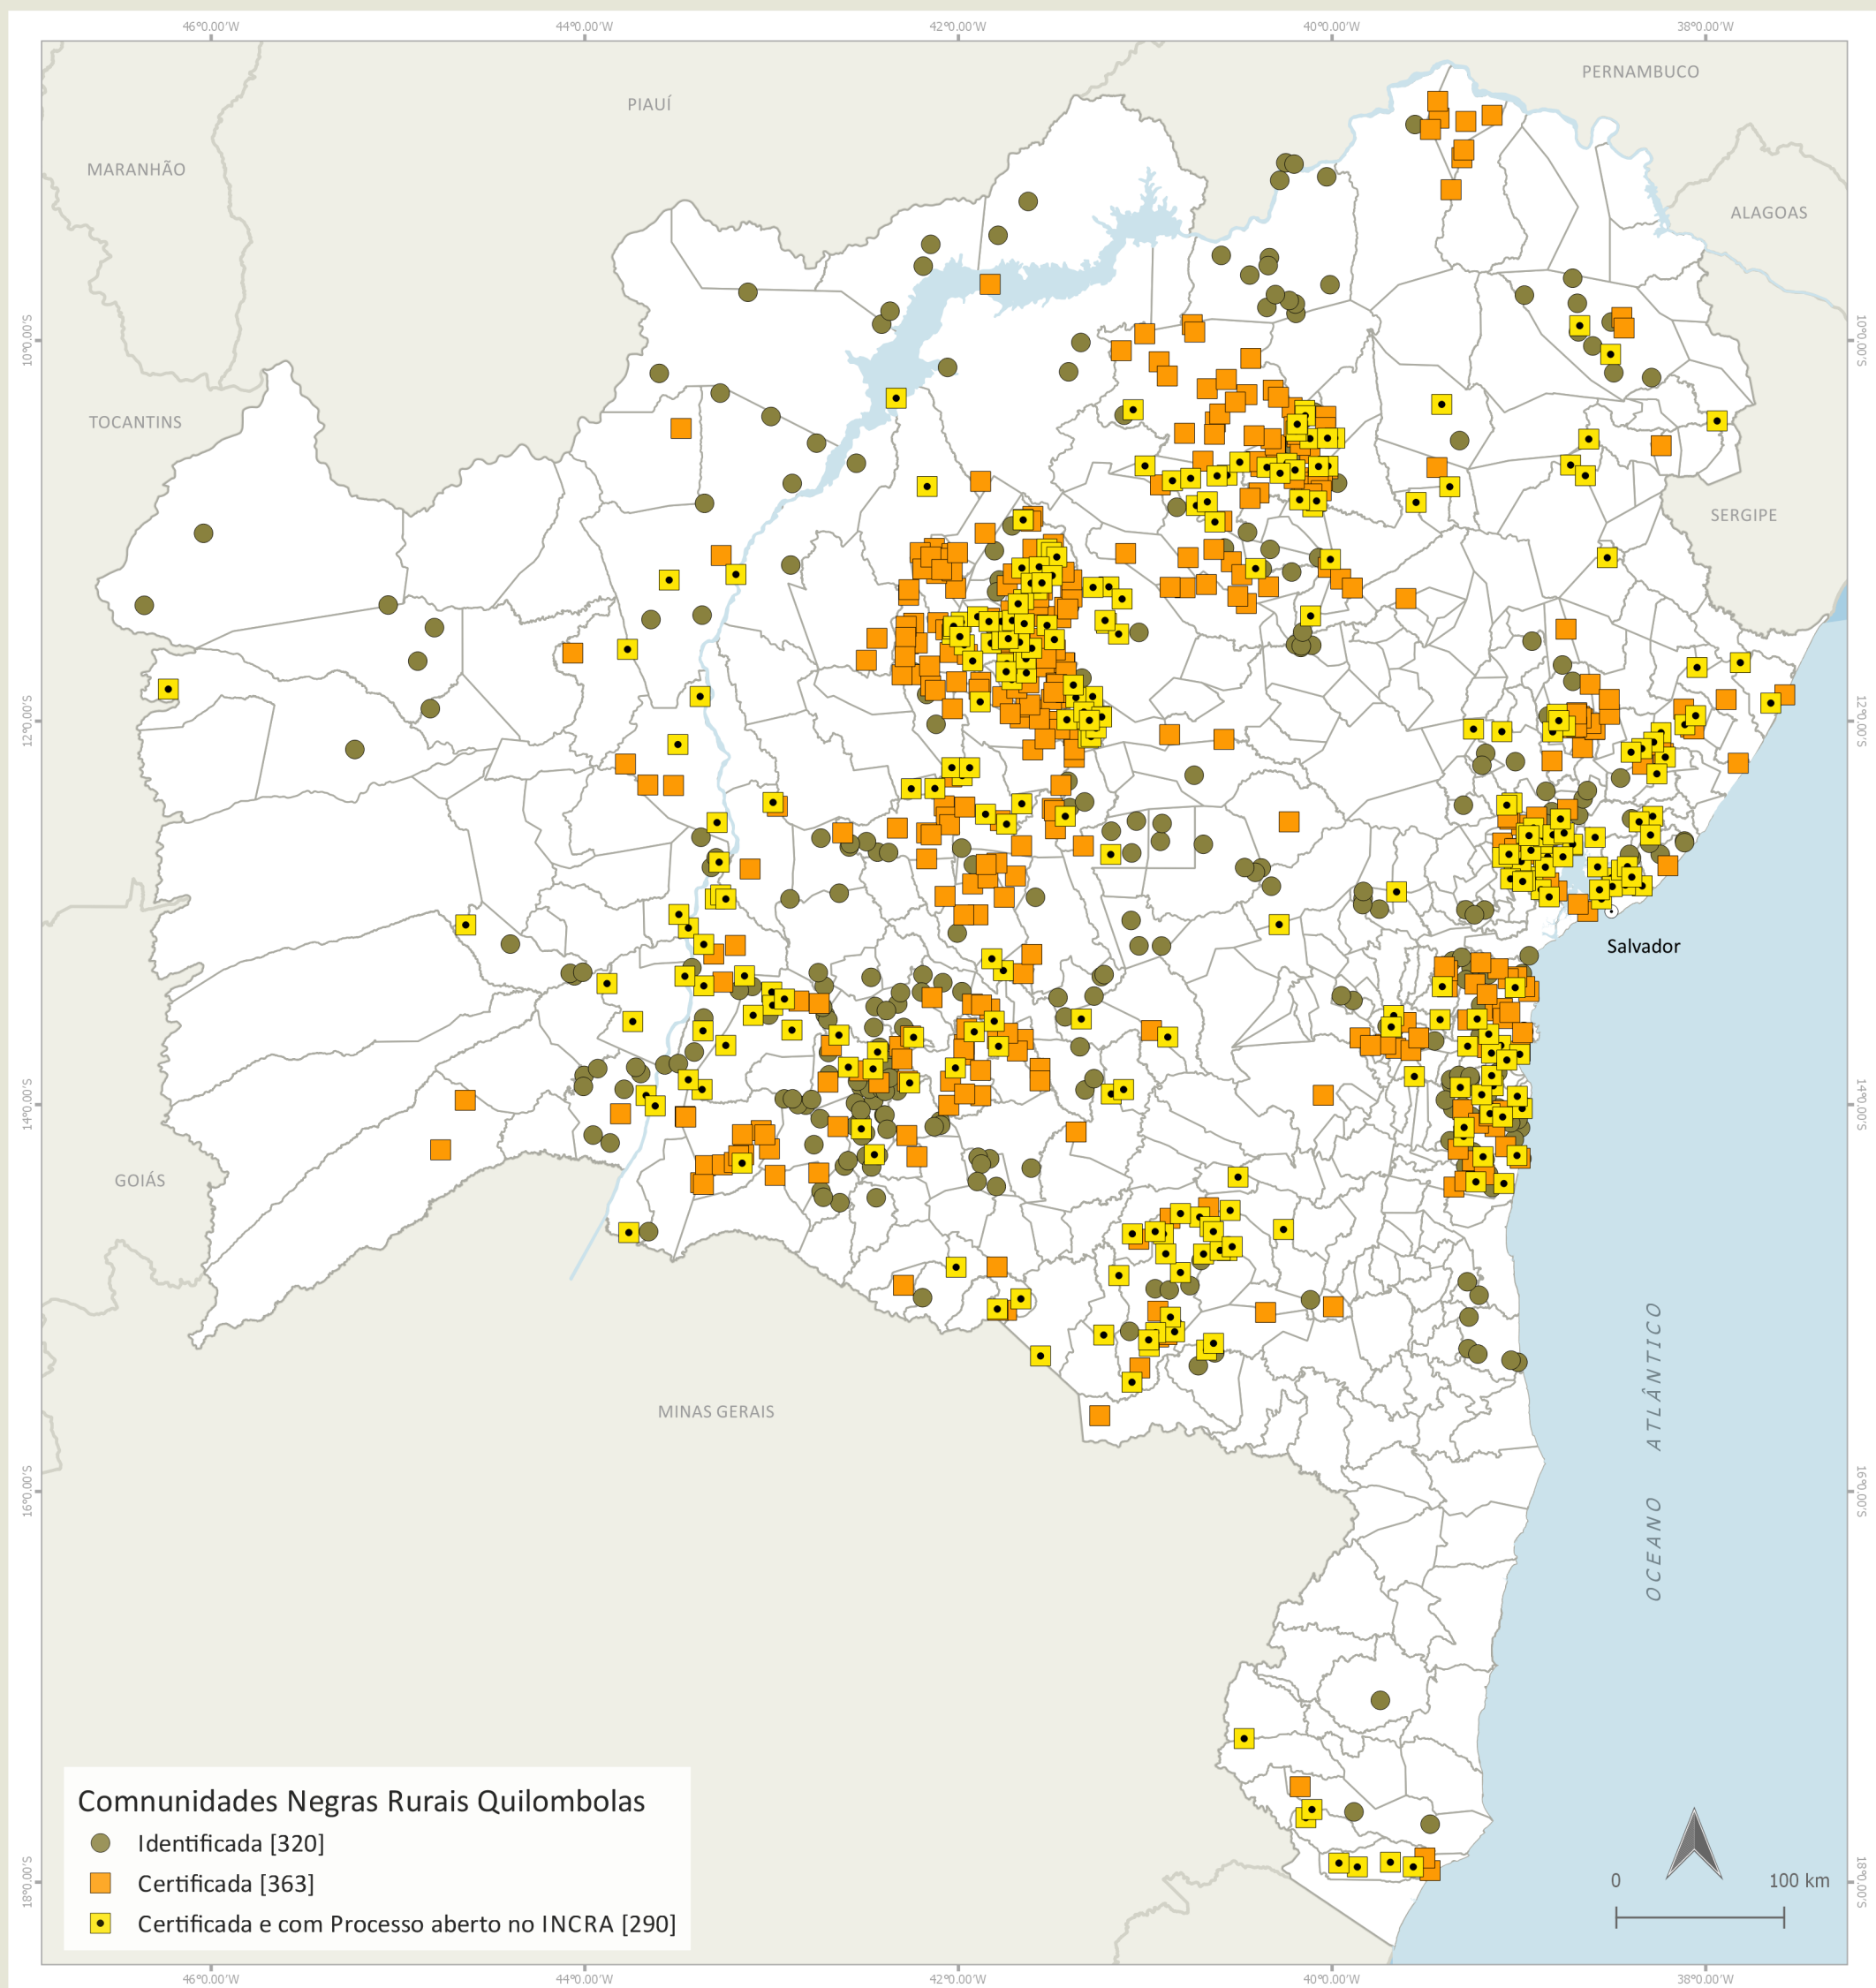 46°0.00'W 44°0.00'W 42°0.00'W 40°0.00'W 38°0.00'W
PERNAMBUCO
PIAUÍ
MARANHÃO
ALAGOAS
10°0.00'S 10°0.00'S
TOCANTINS
SERGIPE
12°0.00'S 12°0.00'S
Salvador
14°0.00'S 14°0.00'S
GOIÁS
OCEANO ATLÂNTICO
MINAS GERAIS
16°0.00'S 16°0.00'S
Comnunidades Negras Rurais Quilombolas
Identificada [320]
Certificada [363]
Certificada e com Processo aberto no INCRA [290]
0 100 km
18°0.00'S 18°0.00'S
46°0.00'W 44°0.00'W 42°0.00'W 40°0.00'W 38°0.00'W